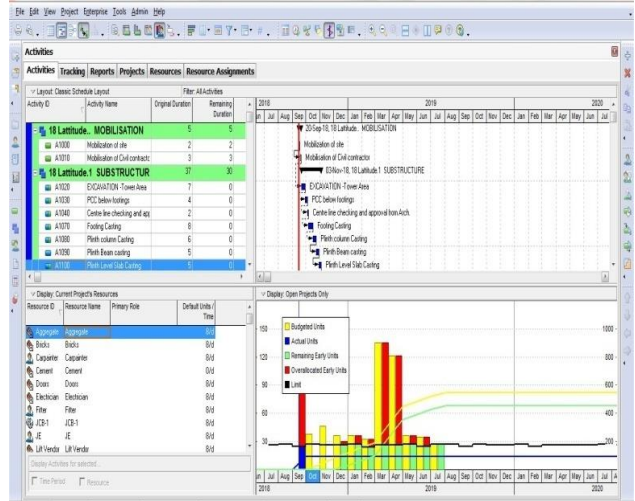 File Edit View Project Enterprise Tools Admin Help
Activities
Activities Tracking Reports Projects Resources Resource Assignments
Layout: Classic Schedule Layout Filter: All Activities
Activity ID Activity Name Original Duration Remaining Duration
18 Lattitude.. MOBILISATION 5 5
A1000 Mobilization of site 2 2
A1010 Mobilisation of Civil contractc 3 3
18 Lattitude.1 SUBSTRUCTURE 37 30
A1020 EXCAVATION -Tower Area 7 0
A1030 PCC below footings 4 0
A1040 Centre line checking and app 2 0
A1070 Footing Casting 8 0
A1080 Plinth column Casting 6 0
A1090 Plinth Beam casting 5 0
A1100 Plinth Level Slab Casting 5 0
2018 2019 2020
Jul Aug Sep Oct Nov Dec Jan Feb Mar Apr May Jun Jul Aug Sep Oct Nov Dec Jan Feb Mar Apr May Jun Jul
20-Sep-18, 18 Lattitude.. MOBILISATION
Mobilization of site
Mobilisation of Civil contractor
03-Nov-18, 18 Lattitude.1 SUBSTRUCTURE
EXCAVATION -Tower Area
PCC below footings
Centre line checking and approval from Arch.
Footing Casting
Plinth column Casting
Plinth Beam casting
Plinth Level Slab Casting
Display: Current Project's Resources
Resource ID Resource Name Primary Role Default Units / Time
Aggregate Aggregate 8/d
Bricks Bricks 8/d
Carpainter Carpainter 8/d
Cement Cement 0/d
Doors Doors 8/d
Electrician Electrician 8/d
Fitter Fitter 8/d
JCB-1 JCB-1 8/d
JE JE 8/d
Lift Vendor Lift Vendor 8/d
Display Activities for selected...
Time Period Resource
Display: Open Projects Only
Budgeted Units
Actual Units
Remaining Early Units
Overallocated Early Units
Limit
150
120
90
60
30
1000
800
600
400
200
Jul Aug Sep Oct Nov Dec Jan Feb Mar Apr May Jun Jul Aug Sep Oct Nov Dec Jan Feb Mar Apr May Jun Jul
2018 2019